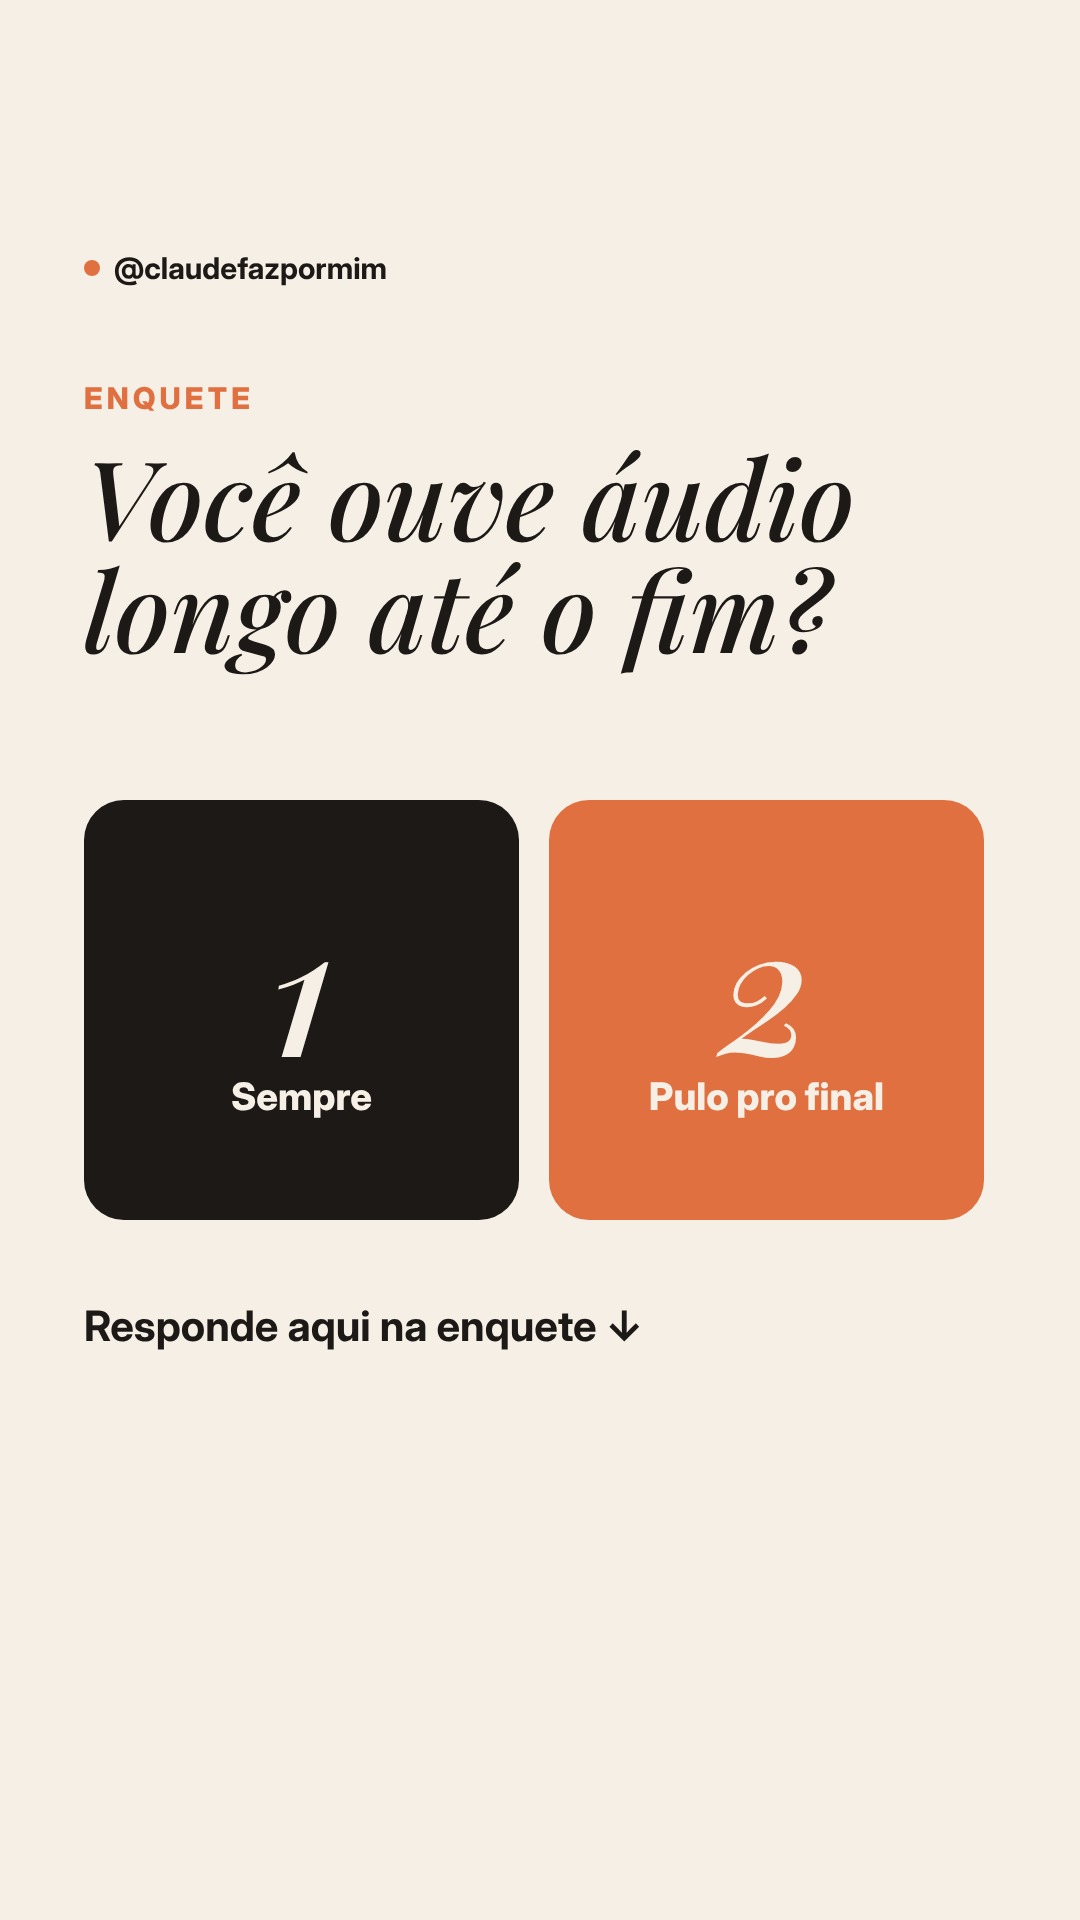 @claudefazpormim
ENQUETE
Você ouve áudio
longo até o fim?
1
Sempre
2
Pulo pro final
Responde aqui na enquete ↓